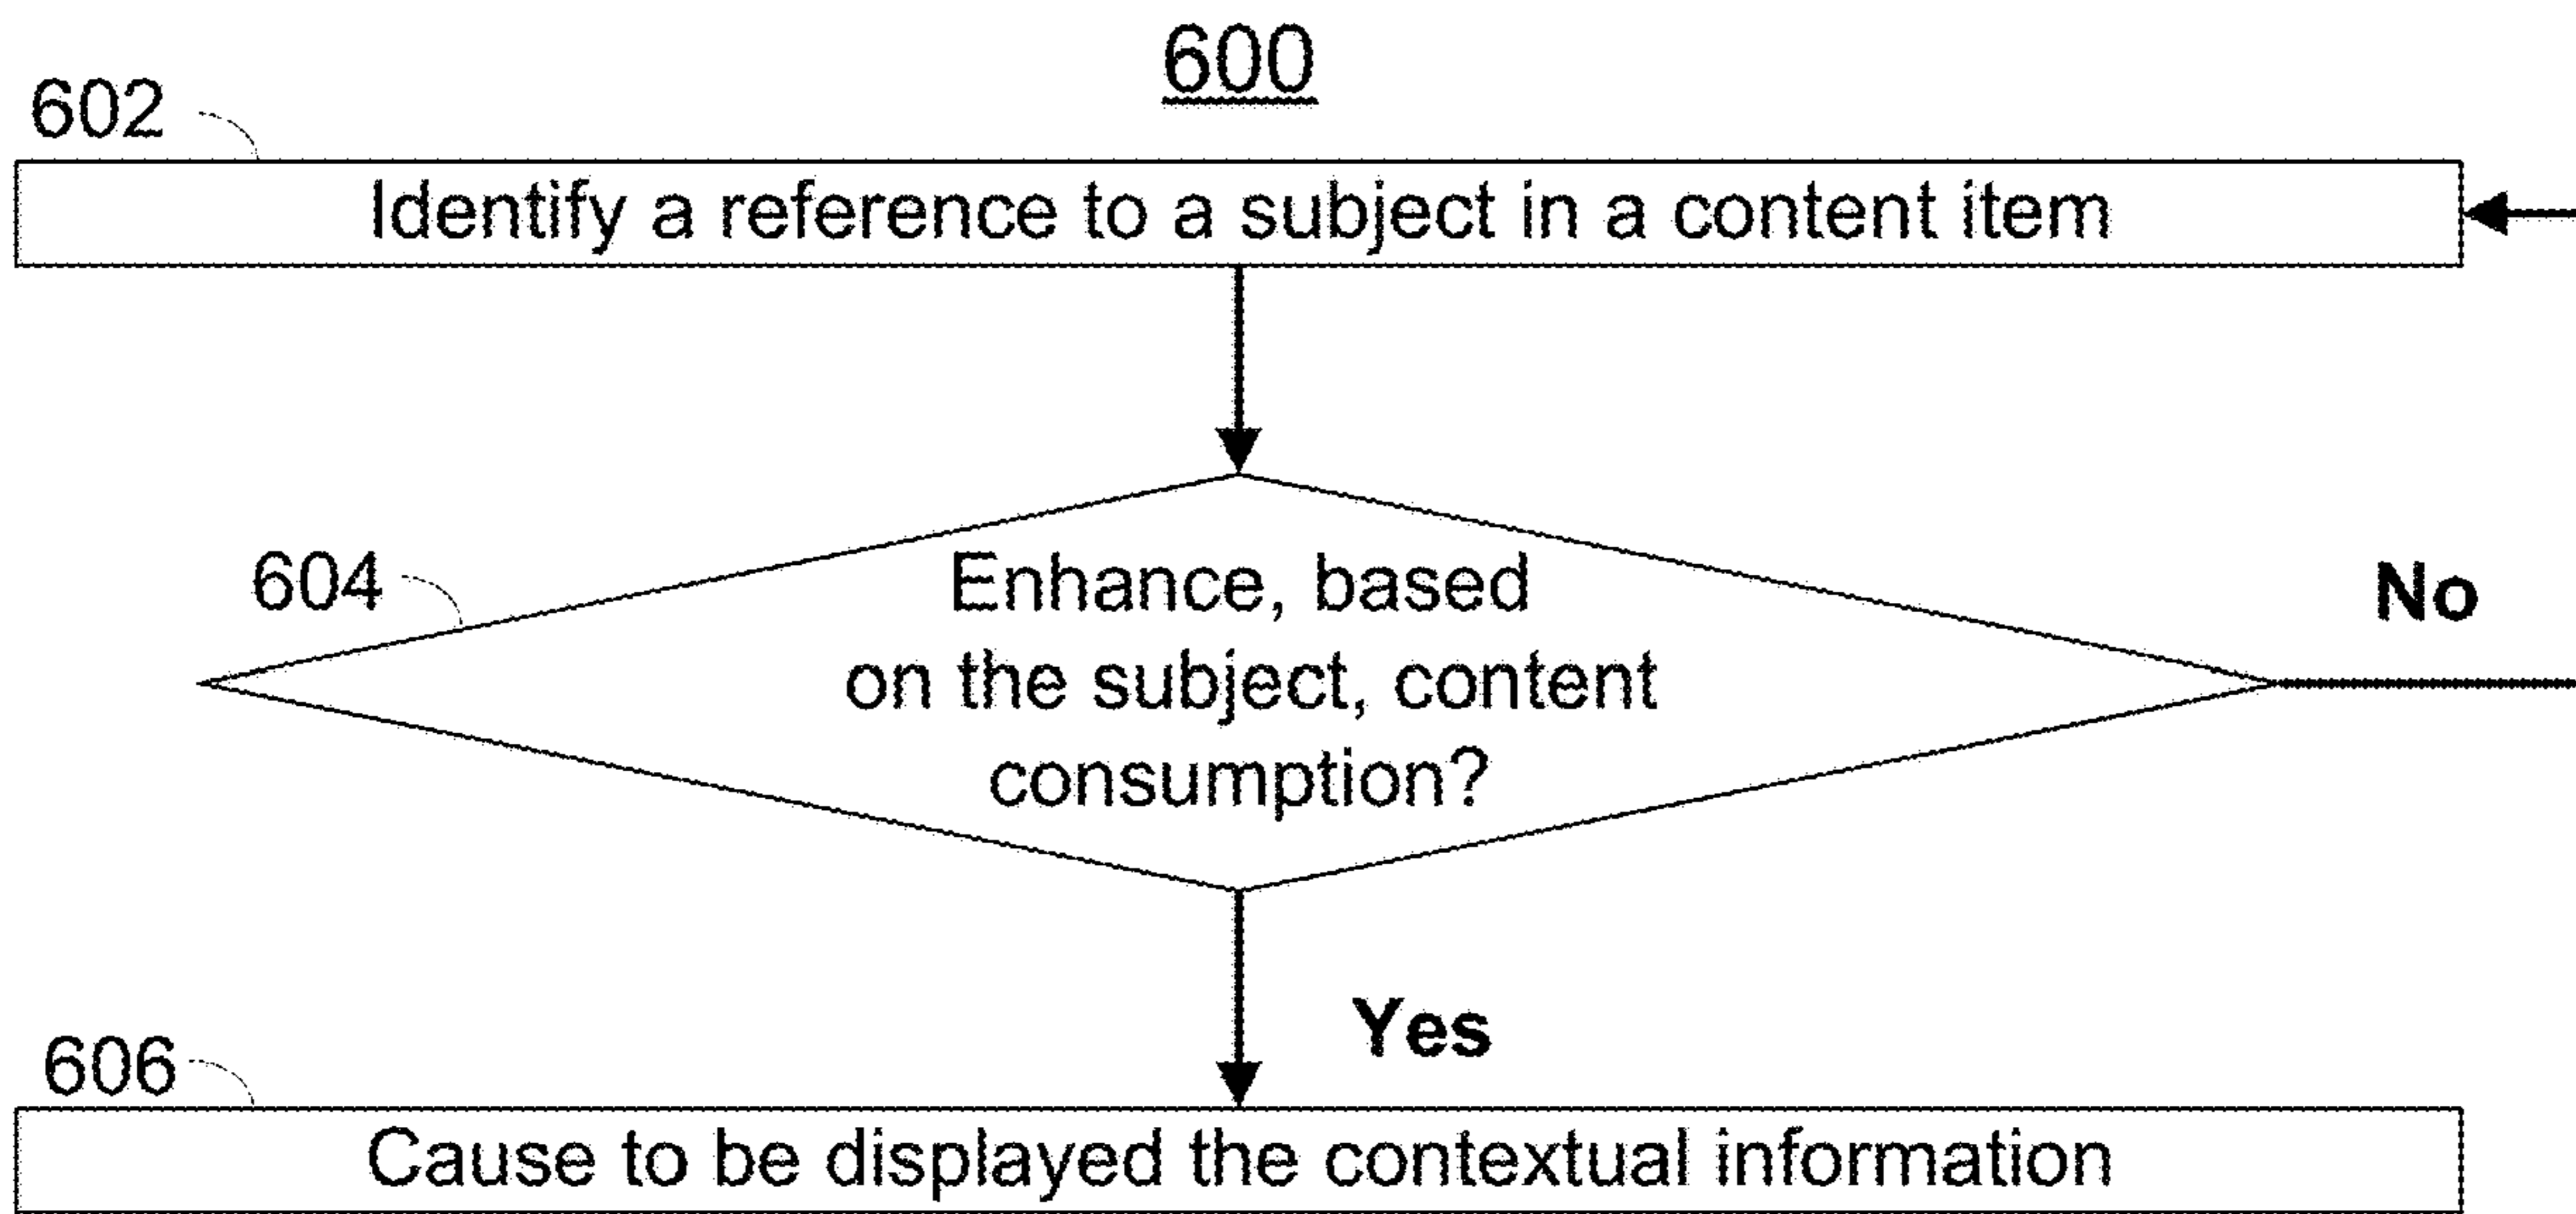 600
602
Identify a reference to a subject in a content item
604
Enhance, based
on the subject, content
consumption?
No
Yes
606
Cause to be displayed the contextual information